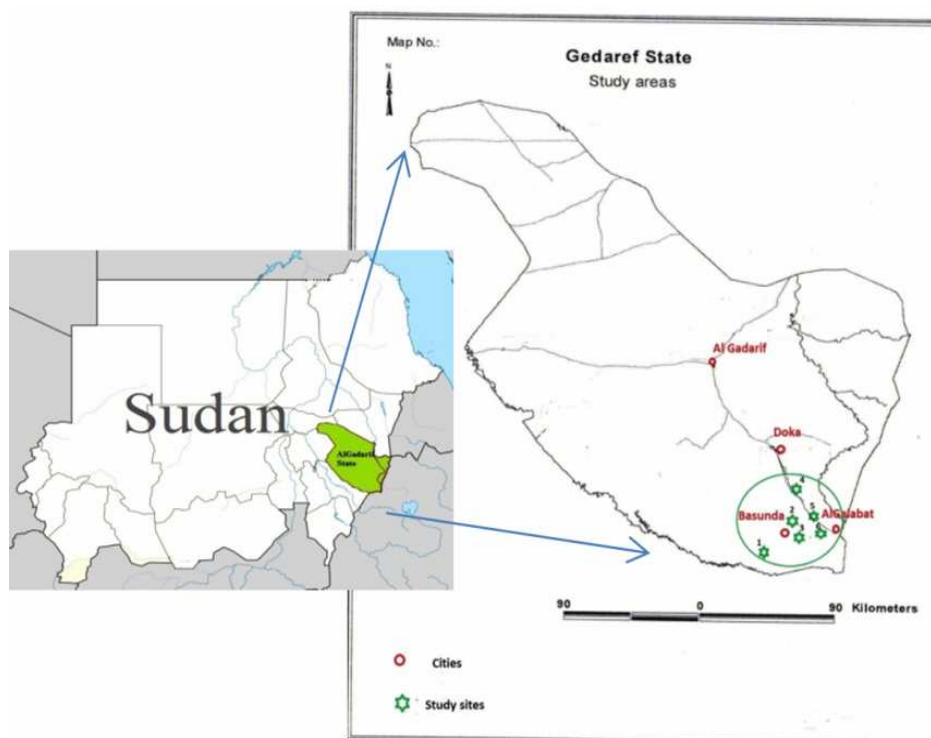 Map No.:
N
Gedaref State
Study areas
Sudan
AlGadarif
State
Al Gadarif
Doka
4
Basunda
2
5
AlGalabat
1
3
6
90
0
90 Kilometers
Cities
Study sites